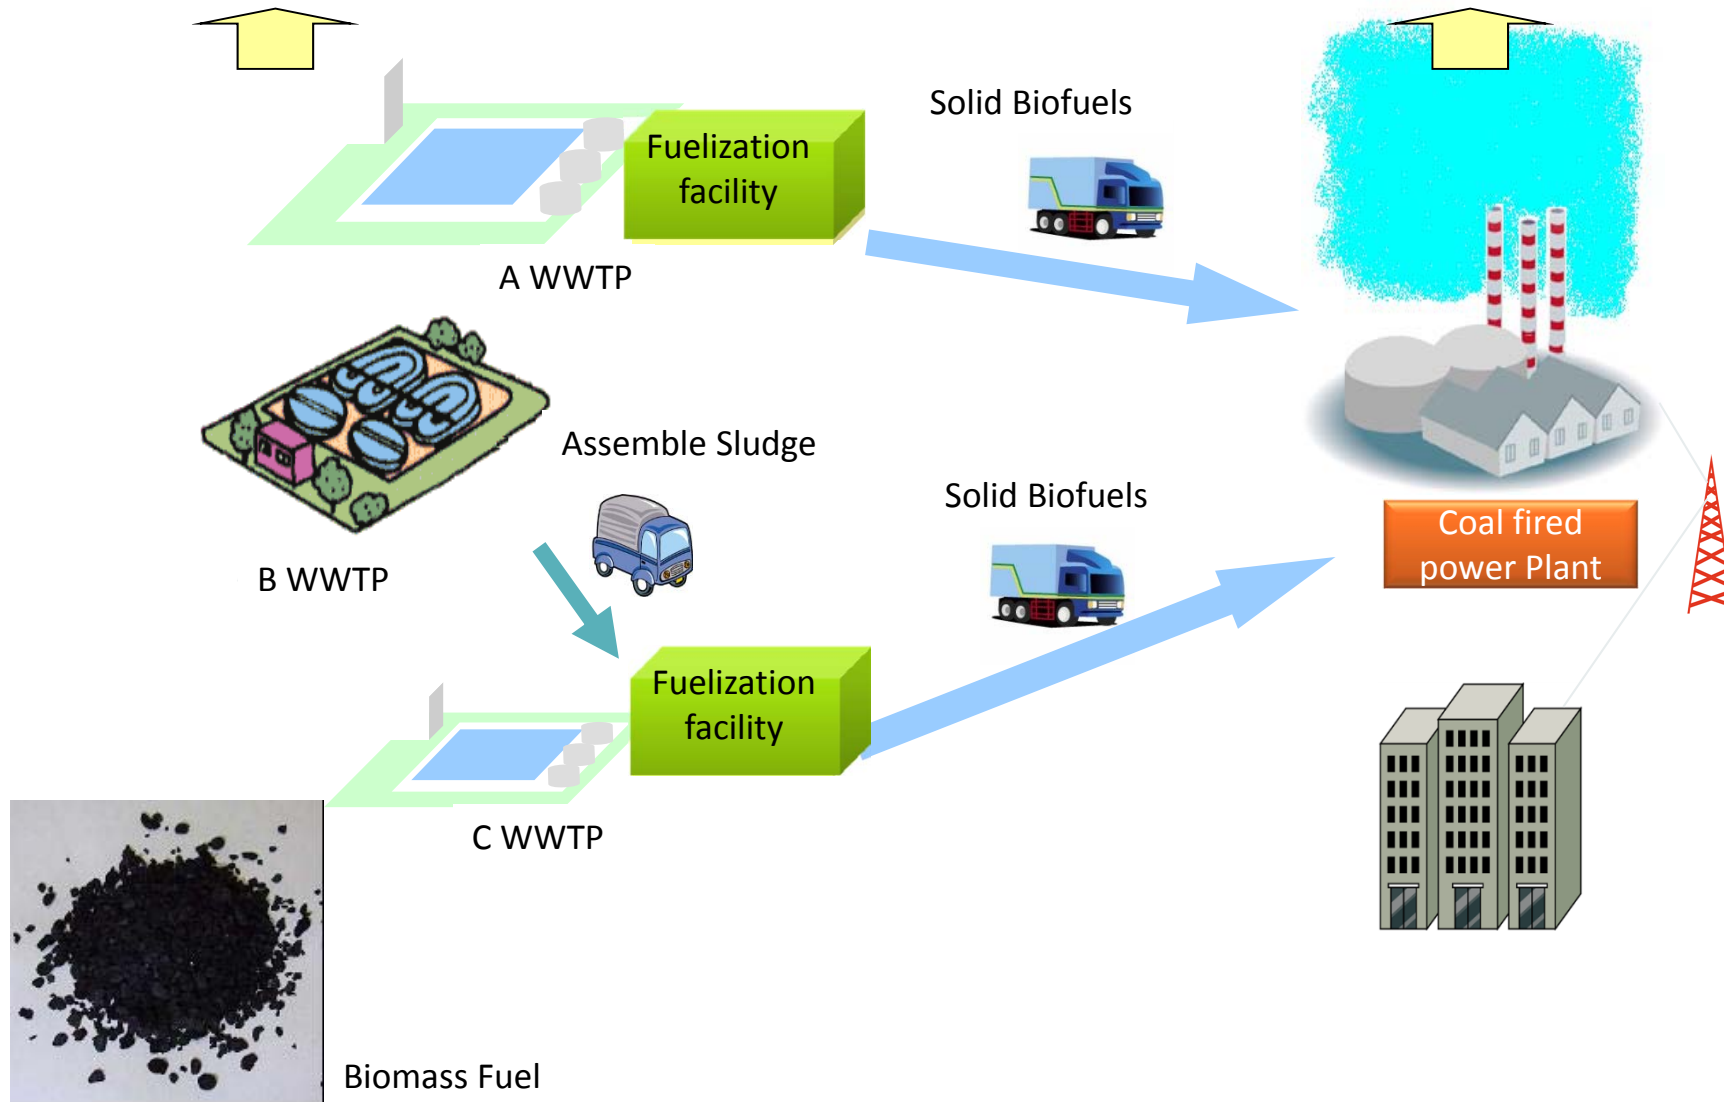 Solid Biofuels
Fuelization
facility
A WWTP
Assemble Sludge
Solid Biofuels
Coal fired
power Plant
B WWTP
Fuelization
facility
C WWTP
Biomass Fuel